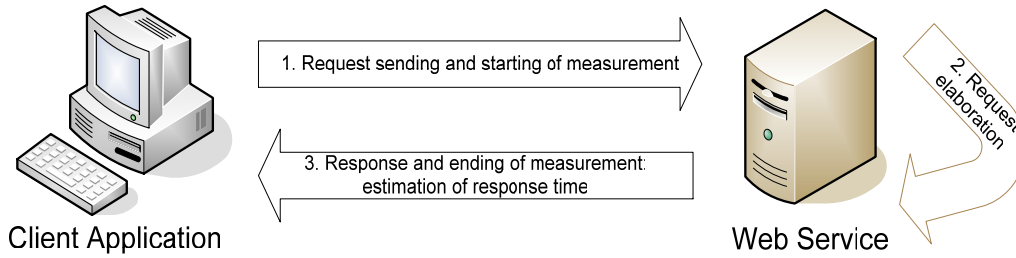 1. Request sending and starting of measurement
2. Request
elaboration
3. Response and ending of measurement:
estimation of response time
Client Application
Web Service